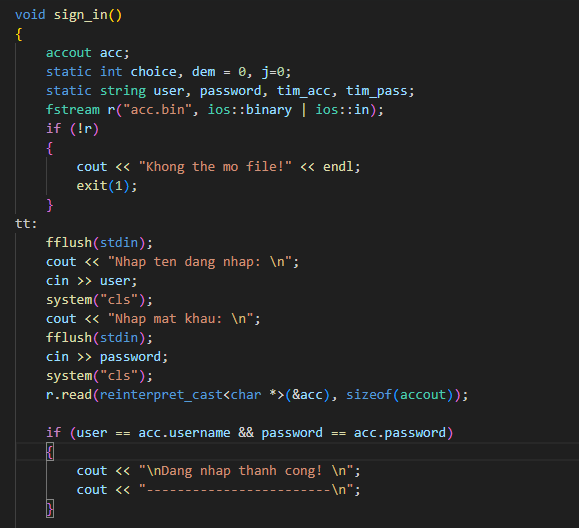 void sign_in()
{
    accout acc;
    static int choice, dem = 0, j=0;
    static string user, password, tim_acc, tim_pass;
    fstream r("acc.bin", ios::binary | ios::in);
    if (!r)
    {
        cout << "Khong the mo file!" << endl;
        exit(1);
    }
tt:
    fflush(stdin);
    cout << "Nhap ten dang nhap: \n";
    cin >> user;
    system("cls");
    cout << "Nhap mat khau: \n";
    fflush(stdin);
    cin >> password;
    system("cls");
    r.read(reinterpret_cast<char *>(&acc), sizeof(accout));

    if (user == acc.username && password == acc.password)
    {
        cout << "\nDang nhap thanh cong! \n";
        cout << "------------------------\n";
    }